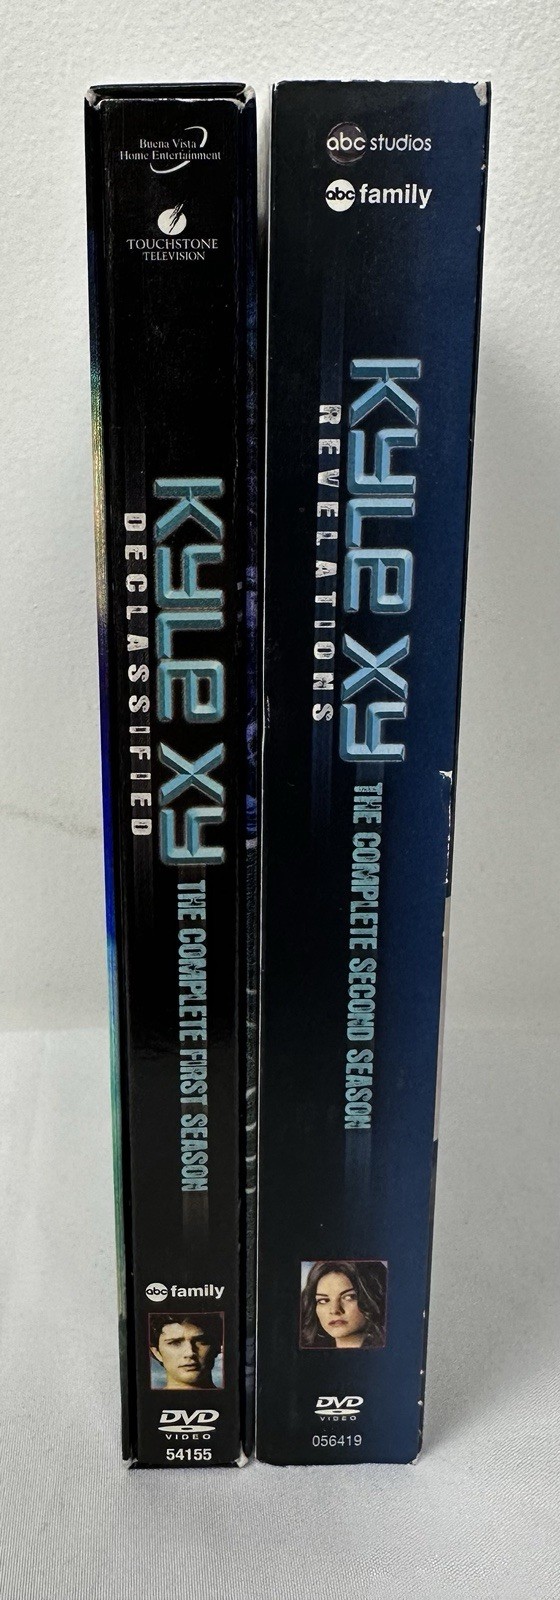 Buena Vista
Home Entertainment
TOUCHSTONE
TELEVISION
KYLE XY
DECLASSIFIED
THE COMPLETE FIRST SEASON
abc family
DVD
VIDEO
54155
abc studios
abc family
KYLE XY
REVELATIONS
THE COMPLETE SECOND SEASON
DVD
VIDEO
056419